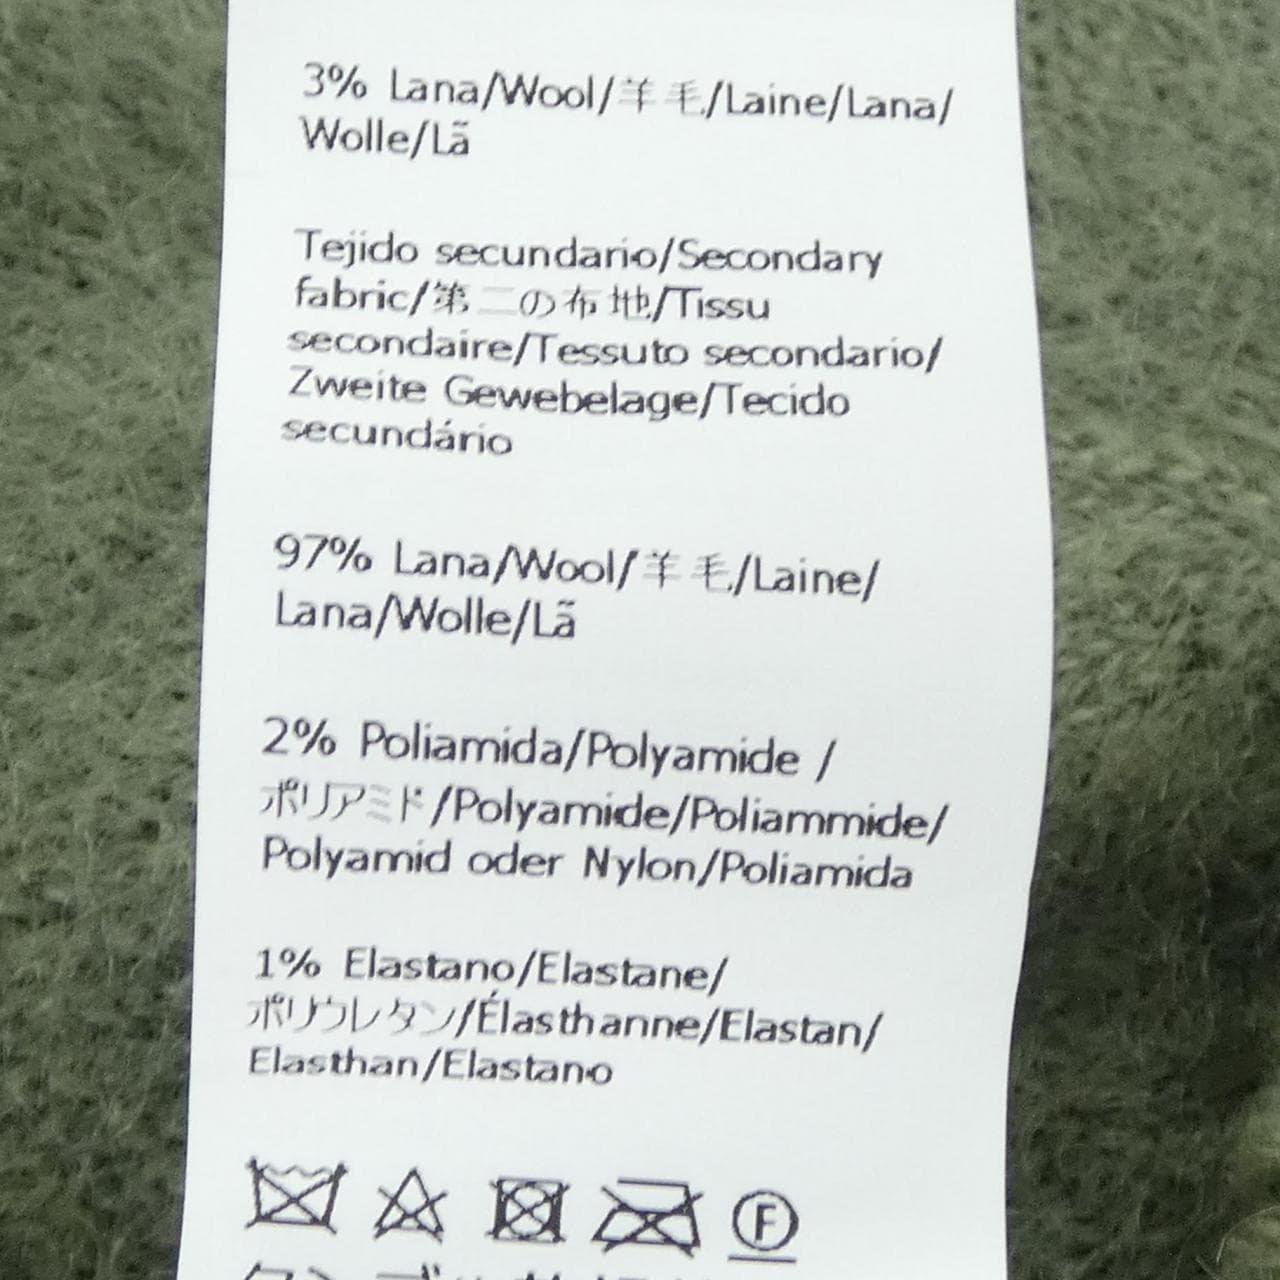 3% Lana/Wool/羊毛/Laine/Lana/
Wolle/Lã
Tejido secundario/Secondary
fabric/第二の布地/Tissu
secondaire/Tessuto secondario/
Zweite Gewebelage/Tecido
secundário
97% Lana/Wool/羊毛/Laine/
Lana/Wolle/Lã
2% Poliamida/Polyamide /
ポリアミド/Polyamide/Poliammide/
Polyamid oder Nylon/Poliamida
1% Elastano/Elastane/
ポリウレタン/Élasthanne/Elastan/
Elasthan/Elastano
F